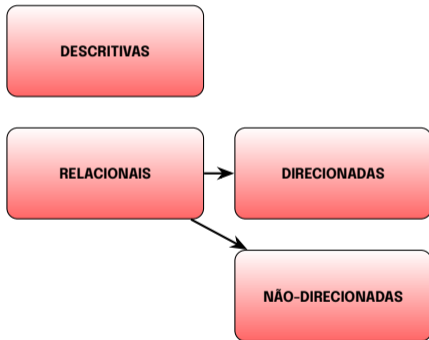 DESCRITIVAS
RELACIONAIS
DIRECIONADAS
NÃO-DIRECIONADAS